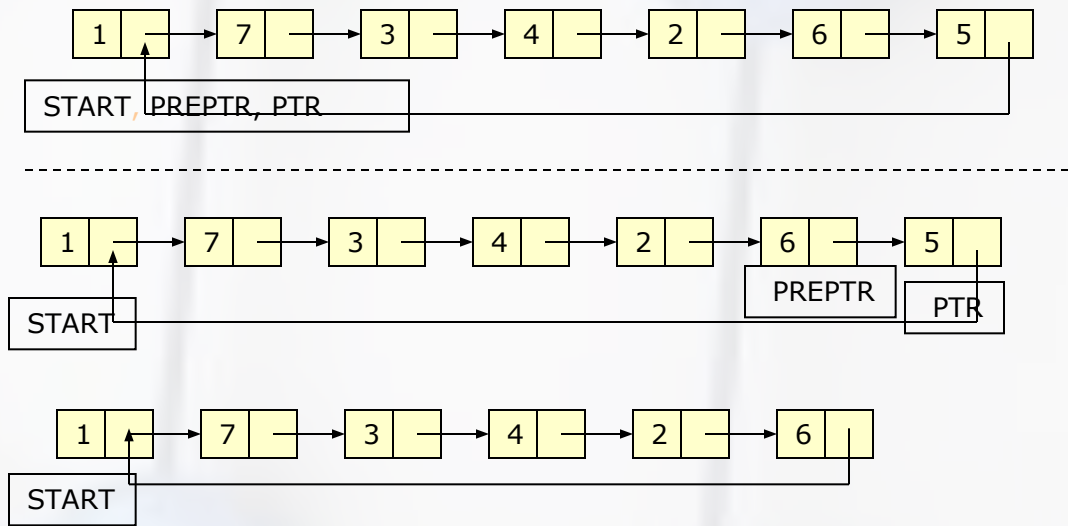 1 7 3 4 2 6 5
START, PREPTR, PTR
1 7 3 4 2 6 5
PREPTR
PTR
START
1 7 3 4 2 6
START